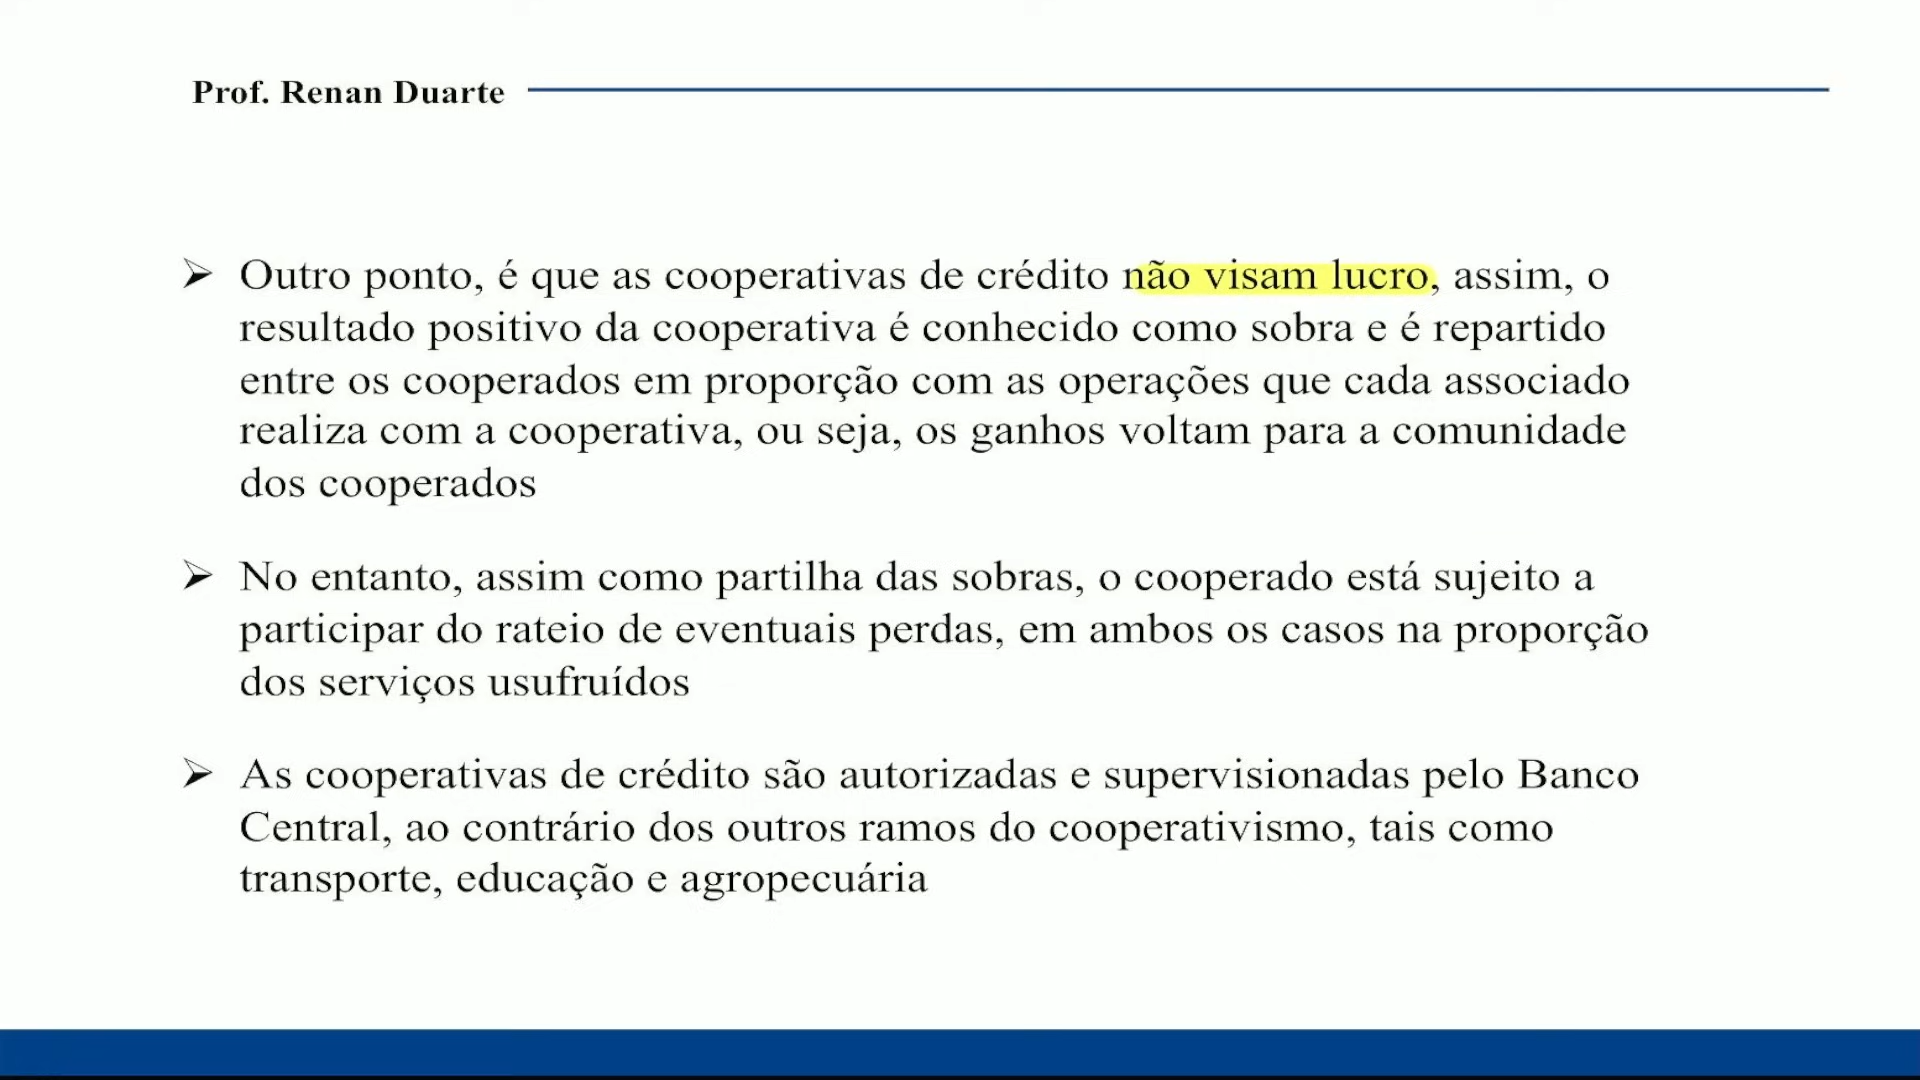 Prof. Renan Duarte
➢ Outro ponto, é que as cooperativas de crédito não visam lucro, assim, o
resultado positivo da cooperativa é conhecido como sobra e é repartido
entre os cooperados em proporção com as operações que cada associado
realiza com a cooperativa, ou seja, os ganhos voltam para a comunidade
dos cooperados
➢ No entanto, assim como partilha das sobras, o cooperado está sujeito a
participar do rateio de eventuais perdas, em ambos os casos na proporção
dos serviços usufruídos
➢ As cooperativas de crédito são autorizadas e supervisionadas pelo Banco
Central, ao contrário dos outros ramos do cooperativismo, tais como
transporte, educação e agropecuária